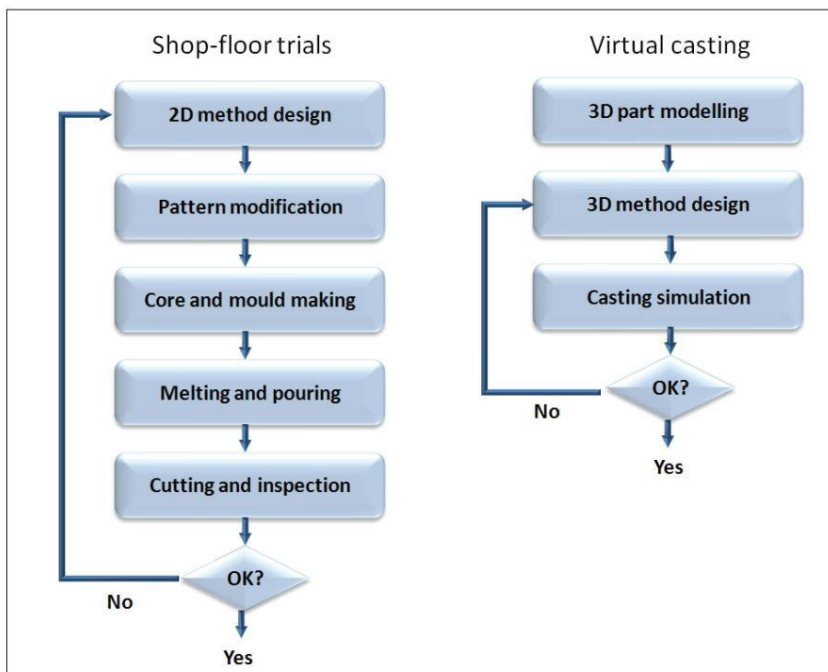 Shop-floor trials
2D method design
Pattern modification
Core and mould making
Melting and pouring
Cutting and inspection
OK?
No
Yes
Virtual casting
3D part modelling
3D method design
Casting simulation
OK?
No
Yes